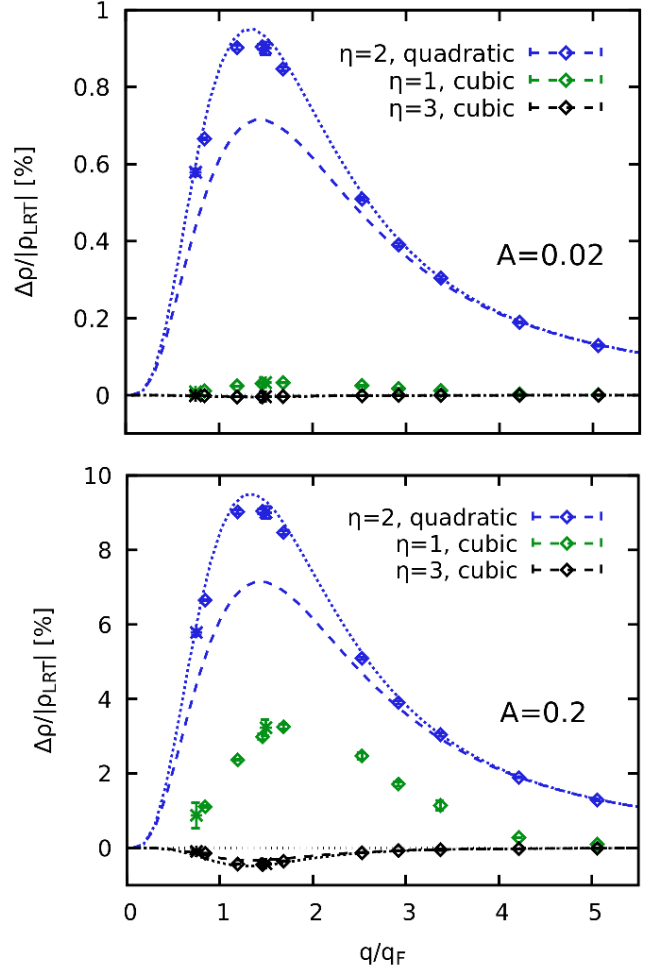 1
0.8
0.6
0.4
0.2
0
Δρ/|ρLRT| [%]
η=2, quadratic
η=1, cubic
η=3, cubic
A=0.02
10
8
6
4
2
0
Δρ/|ρLRT| [%]
η=2, quadratic
η=1, cubic
η=3, cubic
A=0.2
0 1 2 3 4 5
q/qF